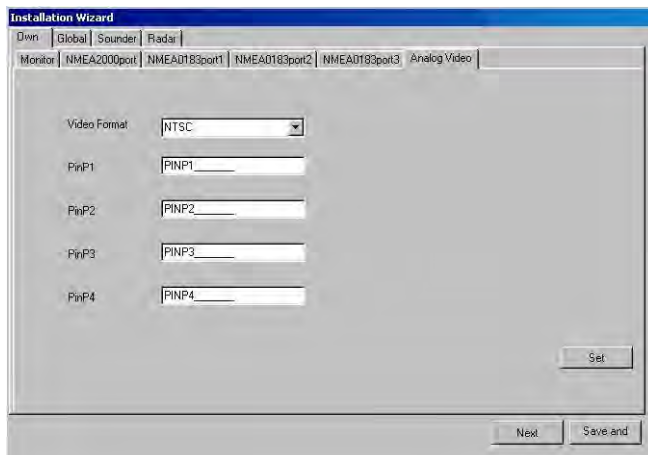 Installation Wizard
Own Global Sounder Radar
Monitor NMEA2000port NMEA0183port1 NMEA0183port2 NMEA0183port3 Analog Video
Video Format NTSC
PinP1 PINP1______
PinP2 PINP2______
PinP3 PINP3______
PinP4 PINP4______
Set
Next Save and